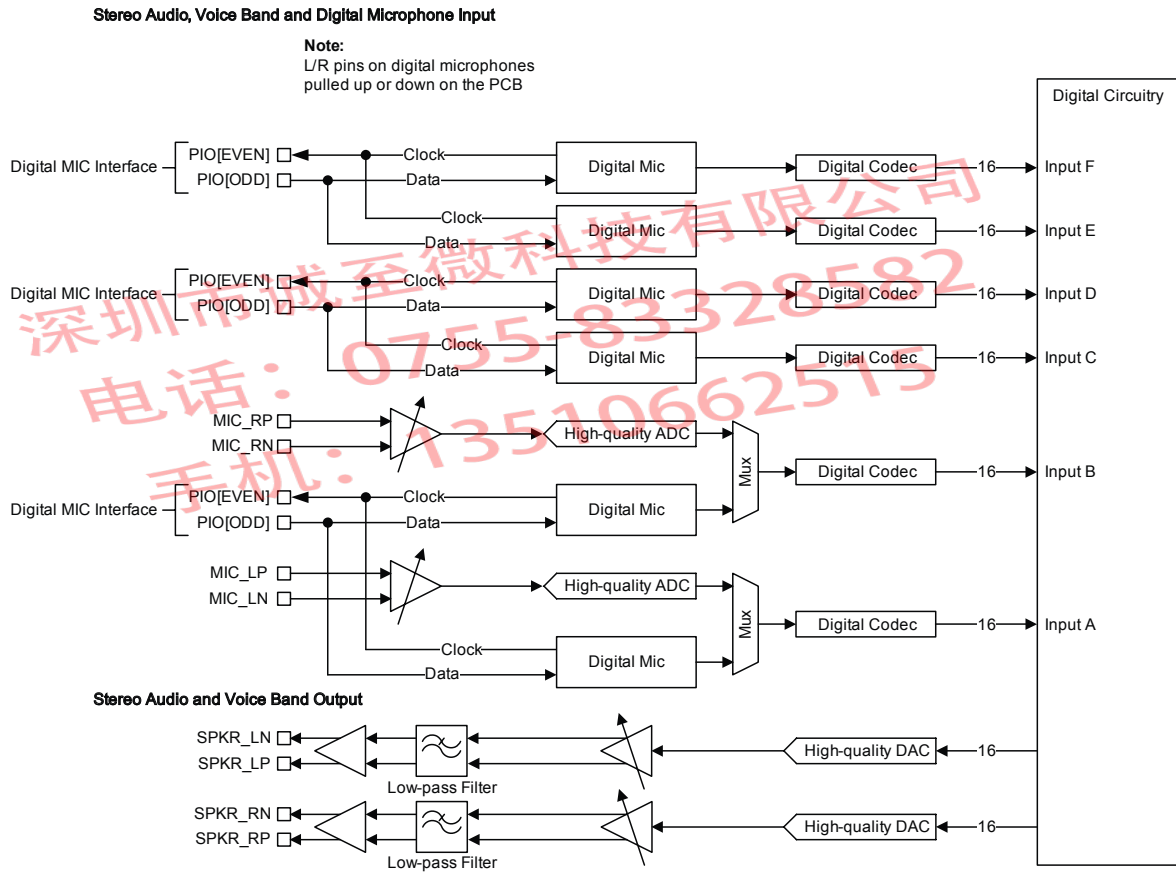 Stereo Audio, Voice Band and Digital Microphone Input
Note:
L/R pins on digital microphones
pulled up or down on the PCB
Digital Circuitry
Digital MIC Interface
PIO[EVEN]
PIO[ODD]
Clock
Data
Digital Mic
Digital Codec
16
Input F
Clock
Data
Digital Mic
Digital Codec
16
Input E
Digital MIC Interface
PIO[EVEN]
PIO[ODD]
Clock
Data
Digital Mic
Digital Codec
16
Input D
Clock
Data
Digital Mic
Digital Codec
16
Input C
MIC_RP
MIC_RN
High-quality ADC
Mux
Digital Codec
16
Input B
Digital MIC Interface
PIO[EVEN]
PIO[ODD]
Clock
Data
Digital Mic
MIC_LP
MIC_LN
High-quality ADC
Mux
Digital Codec
16
Input A
Clock
Data
Digital Mic
Stereo Audio and Voice Band Output
SPKR_LN
SPKR_LP
Low-pass Filter
High-quality DAC
16
SPKR_RN
SPKR_RP
Low-pass Filter
High-quality DAC
16
深圳市诚至微科技有限公司
电话：0755-83328582
手机：13510662515